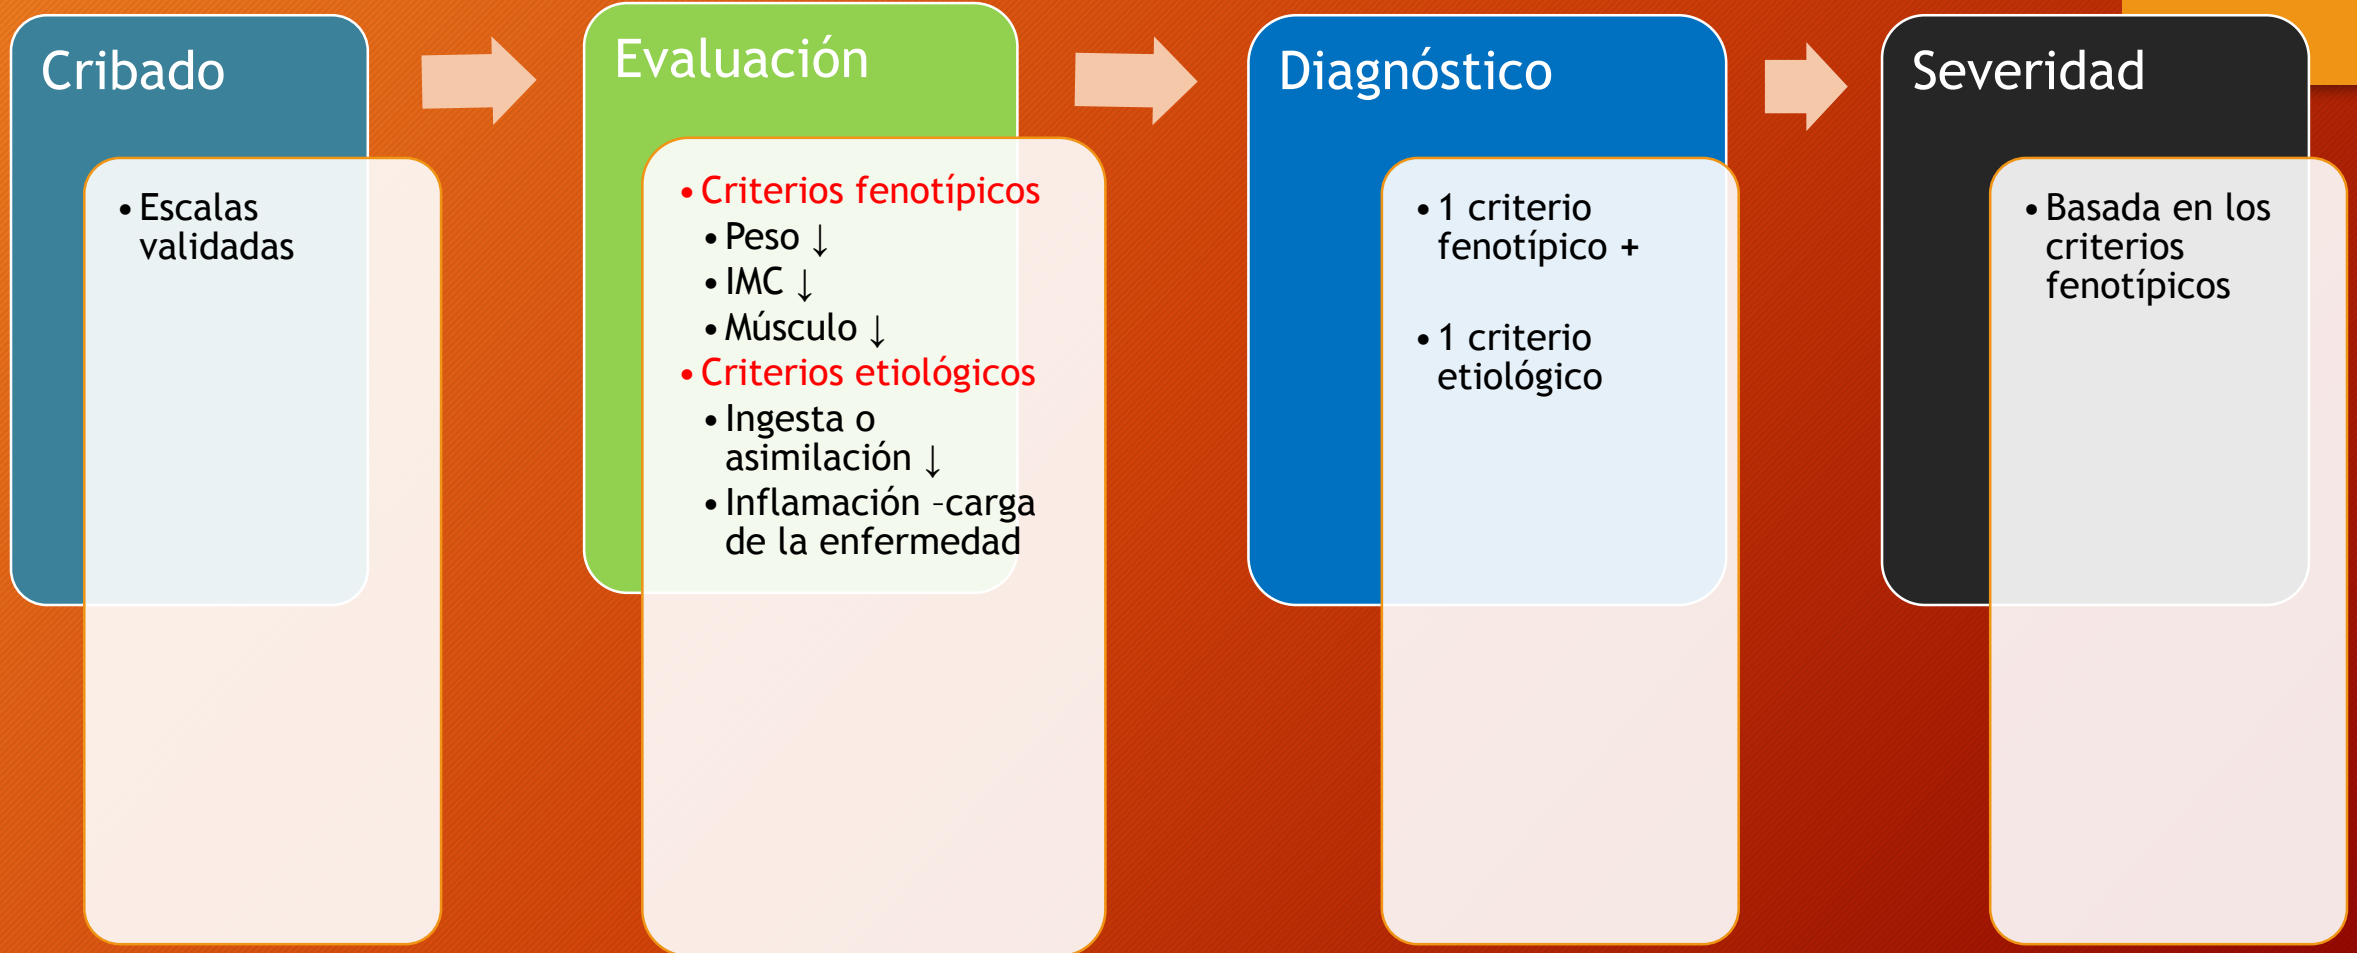 Cribado
• Escalas
validadas
Evaluación
• Criterios fenotípicos
• Peso ↓
• IMC ↓
• Músculo ↓
• Criterios etiológicos
• Ingesta o
asimilación ↓
• Inflamación –carga
de la enfermedad
Diagnóstico
• 1 criterio
fenotípico +
• 1 criterio
etiológico
Severidad
• Basada en los
criterios
fenotípicos